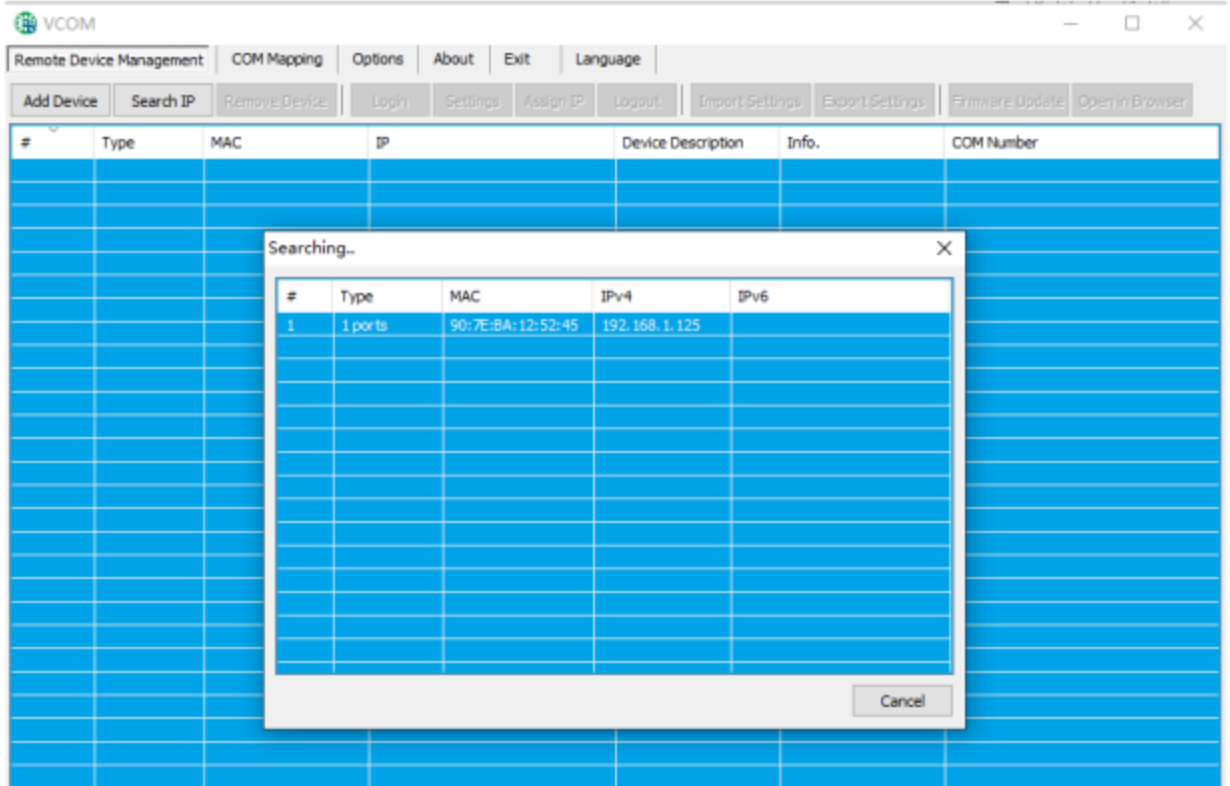 VCOM
Remote Device Management COM Mapping Options About Exit Language
Add Device Search IP Remove Device Login Settings Assign IP Logout Import Settings Export Settings Firmware Update Open in Browser
# Type MAC IP Device Description Info. COM Number
Searching..
# Type MAC IPv4 IPv6
1 1 ports 90:7E:BA:12:52:45 192.168.1.125
Cancel